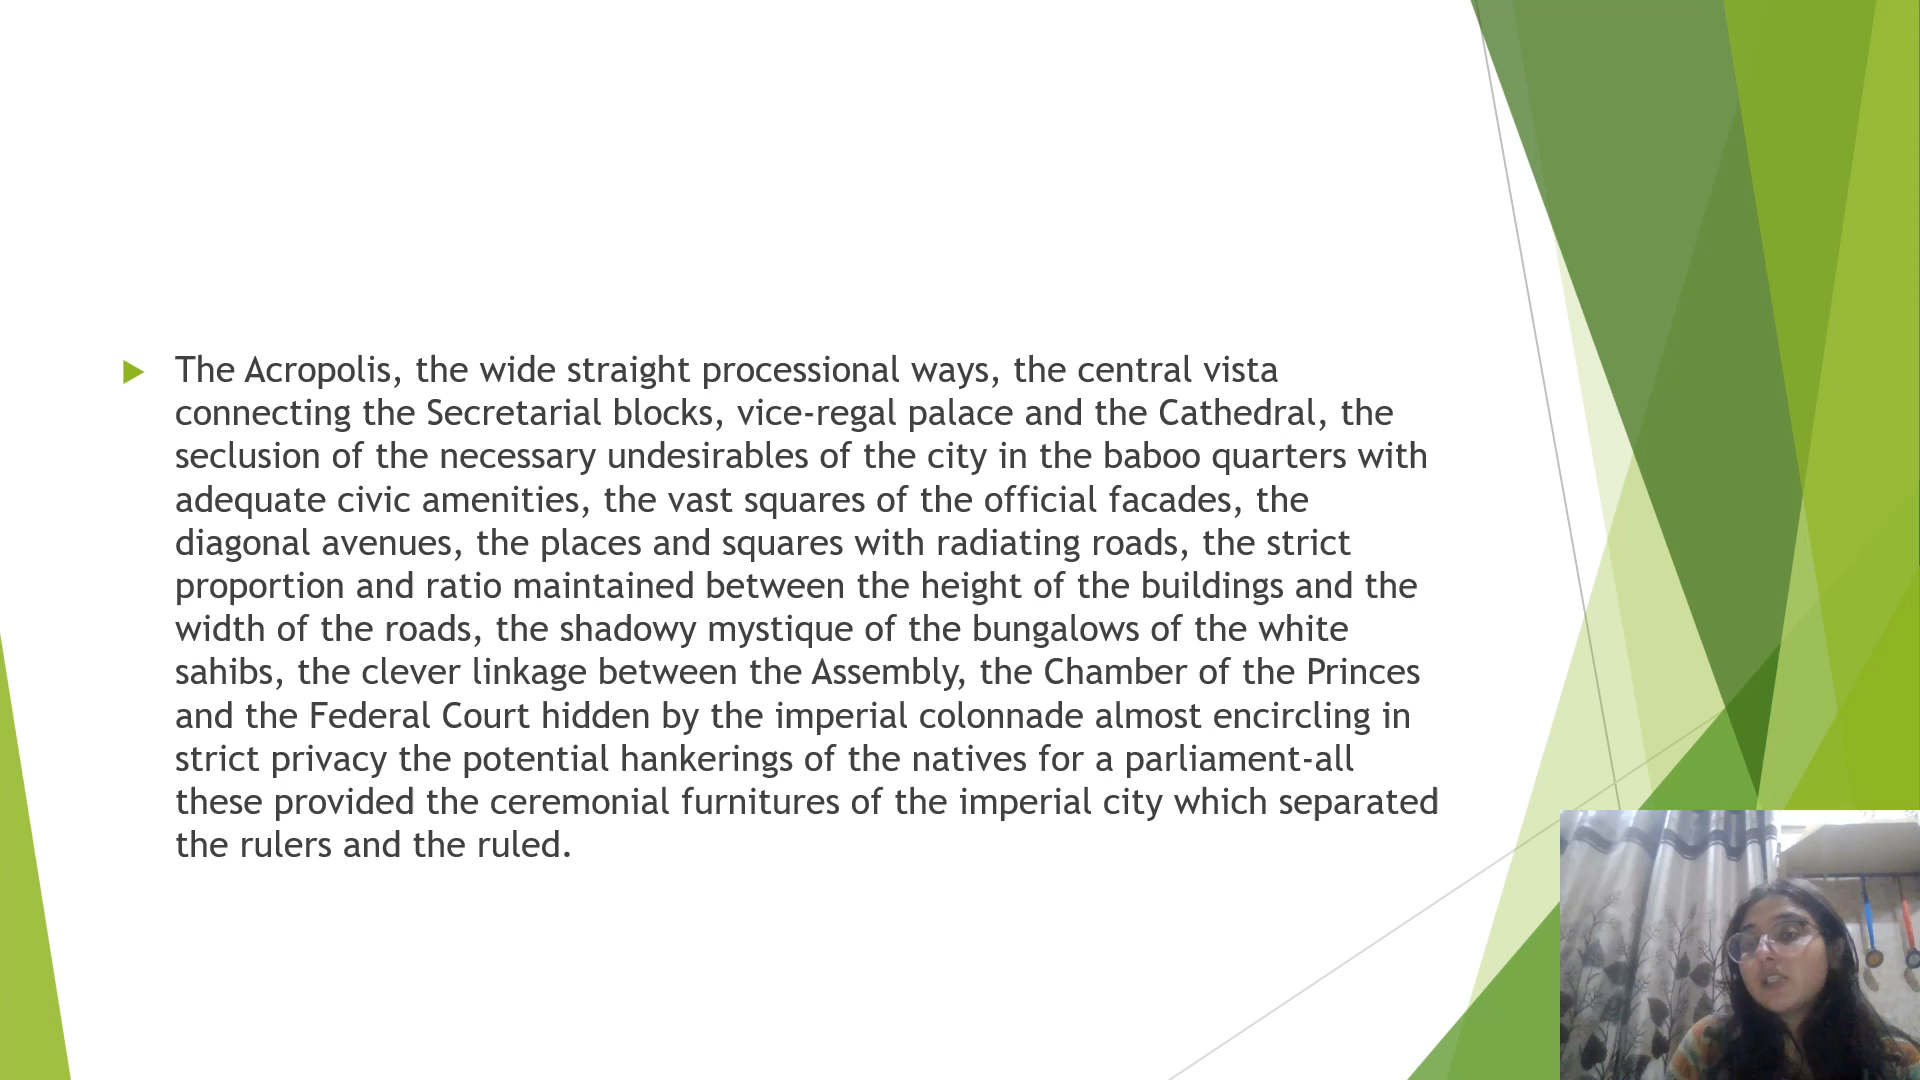 The Acropolis, the wide straight processional ways, the central vista
connecting the Secretarial blocks, vice-regal palace and the Cathedral, the
seclusion of the necessary undesirables of the city in the baboo quarters with
adequate civic amenities, the vast squares of the official facades, the
diagonal avenues, the places and squares with radiating roads, the strict
proportion and ratio maintained between the height of the buildings and the
width of the roads, the shadowy mystique of the bungalows of the white
sahibs, the clever linkage between the Assembly, the Chamber of the Princes
and the Federal Court hidden by the imperial colonnade almost encircling in
strict privacy the potential hankerings of the natives for a parliament-all
these provided the ceremonial furnitures of the imperial city which separated
the rulers and the ruled.